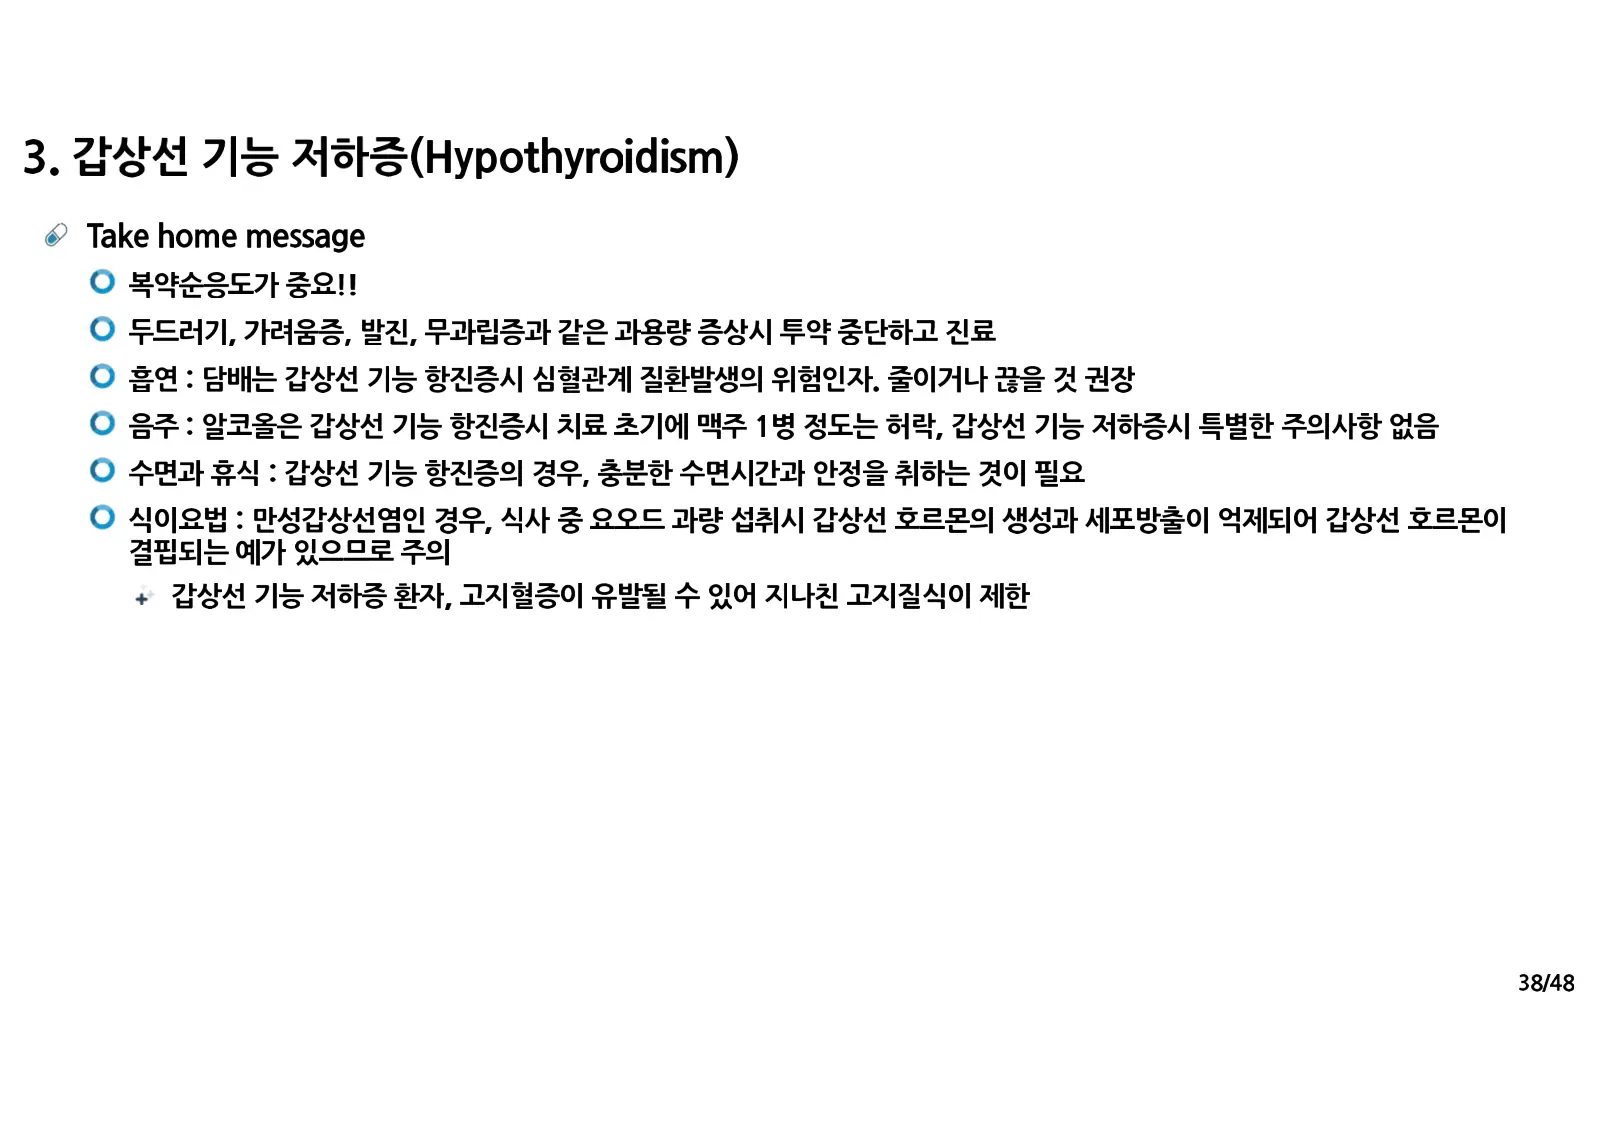 3. 갑상선 기능 저하증(Hypothyroidism)
Take home message
복약순응도가 중요!!
두드러기, 가려움증, 발진, 무과립증과 같은 과용량 증상시 투약 중단하고 진료
흡연 : 담배는 갑상선 기능 항진증시 심혈관계 질환발생의 위험인자. 줄이거나 끊을 것 권장
음주 : 알코올은 갑상선 기능 항진증시 치료 초기에 맥주 1병 정도는 허락, 갑상선 기능 저하증시 특별한 주의사항 없음
수면과 휴식 : 갑상선 기능 항진증의 경우, 충분한 수면시간과 안정을 취하는 것이 필요
식이요법 : 만성갑상선염인 경우, 식사 중 요오드 과량 섭취시 갑상선 호르몬의 생성과 세포방출이 억제되어 갑상선 호르몬이
결핍되는 예가 있으므로 주의
갑상선 기능 저하증 환자, 고지혈증이 유발될 수 있어 지나친 고지질식이 제한
38/48